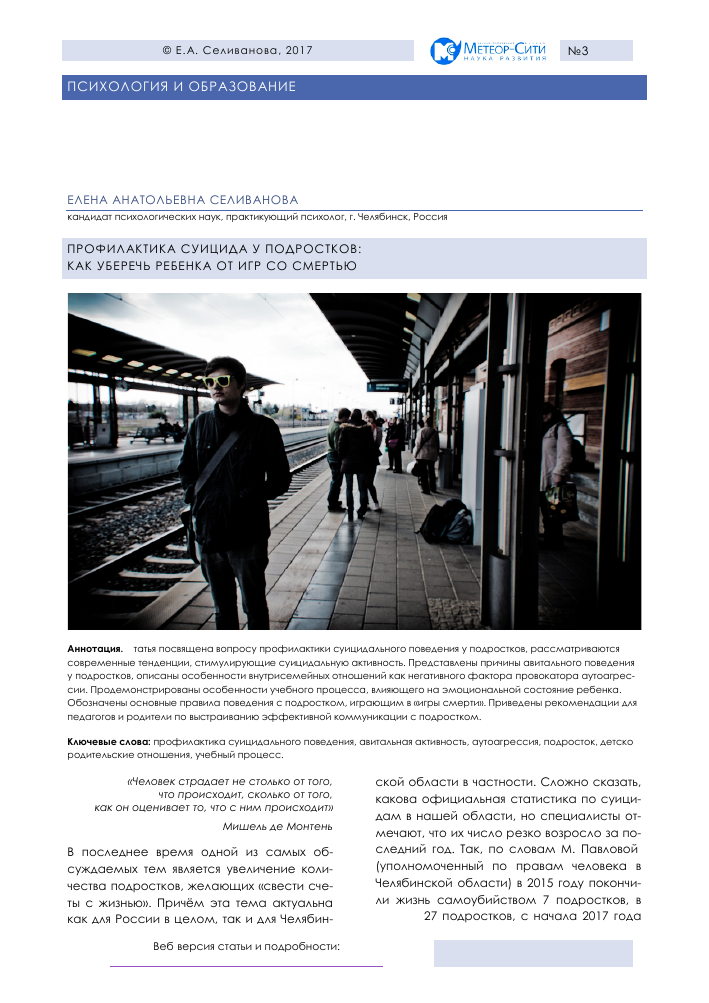 © Е.А. Селиванова, 2017
МЕТЕОР-СИТИ
НАУКА РАЗВИТИЯ
№3
ПСИХОЛОГИЯ И ОБРАЗОВАНИЕ
ЕЛЕНА АНАТОЛЬЕВНА СЕЛИВАНОВА
кандидат психологических наук, практикующий психолог, г. Челябинск, Россия
ПРОФИЛАКТИКА СУИЦИДА У ПОДРОСТКОВ:
КАК УБЕРЕЧЬ РЕБЕНКА ОТ ИГР СО СМЕРТЬЮ
Аннотация. татья посвящена вопросу профилактики суицидального поведения у подростков, рассматриваются
современные тенденции, стимулирующие суицидальную активность. Представлены причины авитального поведения
у подростков, описаны особенности внутрисемейных отношений как негативного фактора провокатора аутоагрес-
сии. Продемонстрированы особенности учебного процесса, влияющего на эмоциональной состояние ребенка.
Обозначены основные правила поведения с подростком, играющим в «игры смерти». Приведены рекомендации для
педагогов и родители по выстраиванию эффективной коммуникации с подростком.
Ключевые слова: профилактика суицидального поведения, авитальная активность, аутоагрессия, подросток, детско
родительские отношения, учебный процесс.
«Человек страдает не столько от того,
что происходит, сколько от того,
как он оценивает то, что с ним происходит»
Мишель де Монтень
В последнее время одной из самых об-
суждаемых тем является увеличение коли-
чества подростков, желающих «свести сче-
ты с жизнью». Причём эта тема актуальна
как для России в целом, так и для Челябин-
ской области в частности. Сложно сказать,
какова официальная статистика по суици-
дам в нашей области, но специалисты от-
мечают, что их число резко возросло за по-
следний год. Так, по словам М. Павловой
(уполномоченный по правам человека в
Челябинской области) в 2015 году покончи-
ли жизнь самоубийством 7 подростков, в
27 подростков, с начала 2017 года
Веб версия статьи и подробности: